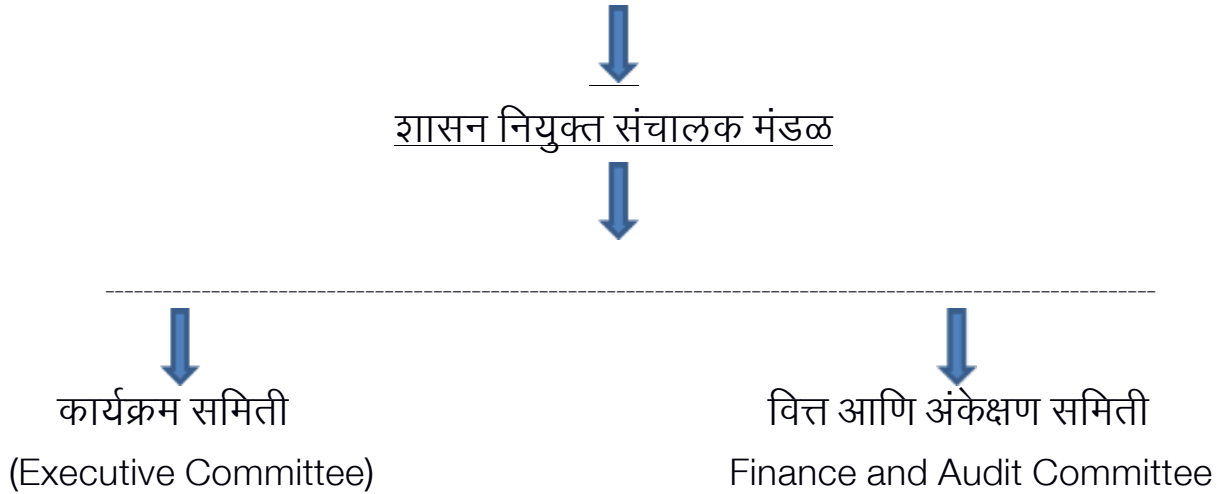 शासन नियुक्त संचालक मंडळ
कार्यक्रम समिती
(Executive Committee)
वित्त आणि अंकेक्षण समिती
Finance and Audit Committee